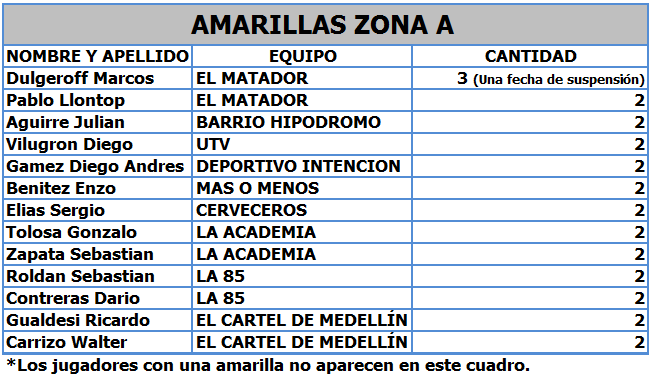 AMARILLAS ZONA A
NOMBRE Y APELLIDO EQUIPO CANTIDAD
Dulgeroff Marcos EL MATADOR 3 (Una fecha de suspensión)
Pablo Llontop EL MATADOR 2
Aguirre Julian BARRIO HIPODROMO 2
Vilugron Diego UTV 2
Gamez Diego Andres DEPORTIVO INTENCION 2
Benitez Enzo MAS O MENOS 2
Elias Sergio CERVECEROS 2
Tolosa Gonzalo LA ACADEMIA 2
Zapata Sebastian LA ACADEMIA 2
Roldan Sebastian LA 85 2
Contreras Dario LA 85 2
Gualdesi Ricardo EL CARTEL DE MEDELLÍN 2
Carrizo Walter EL CARTEL DE MEDELLÍN 2
*Los jugadores con una amarilla no aparecen en este cuadro.